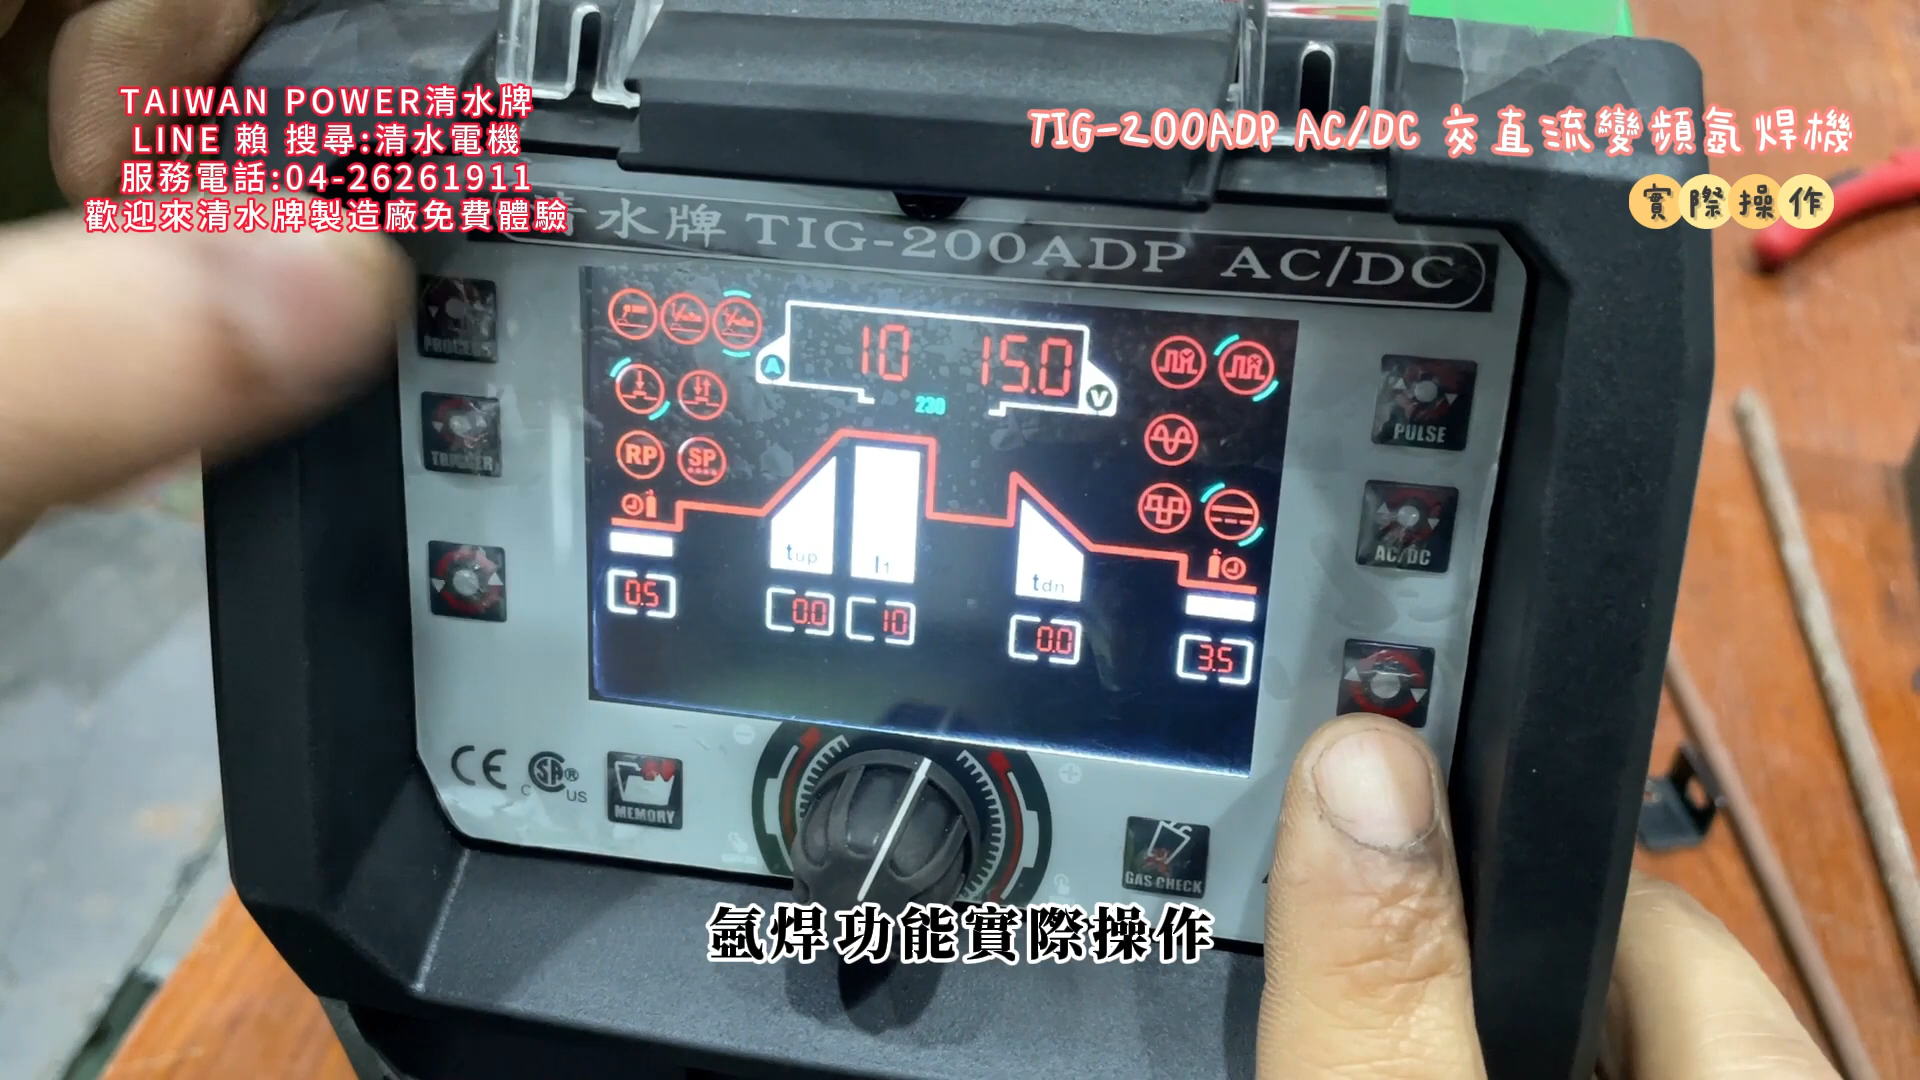 TAIWAN POWER清水牌
LINE 賴 搜尋:清水電機
服務電話:04-26261911
歡迎來清水牌製造廠免費體驗
TIG-200ADP AC/DC 交直流變頻氬焊機
實際操作
水牌 TIG-200ADP AC/DC
PROCESS
TRIGGER
10 15.0
A V
230
RP SP
tup I1 tdn
0.5 0.0 10 0.0 3.5
PULSE
AC/DC
CE
C SA ® US
MEMORY
GAS CHECK
氬焊功能實際操作